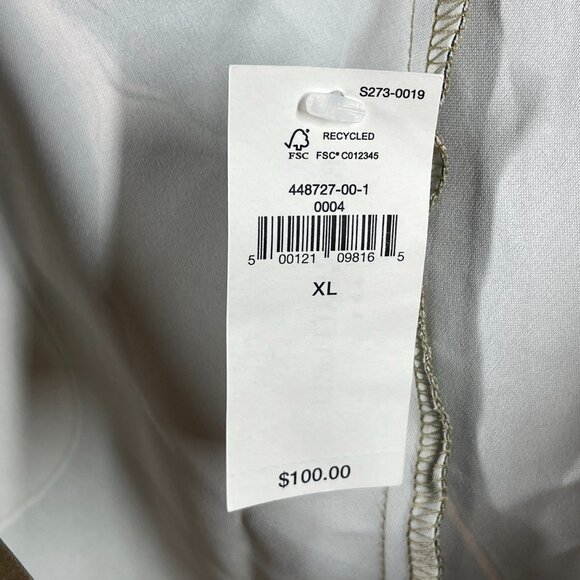 S273-0019
RECYCLED
FSC FSC® C012345
448727-00-1
0004
5 00121 09816 5
XL
$100.00